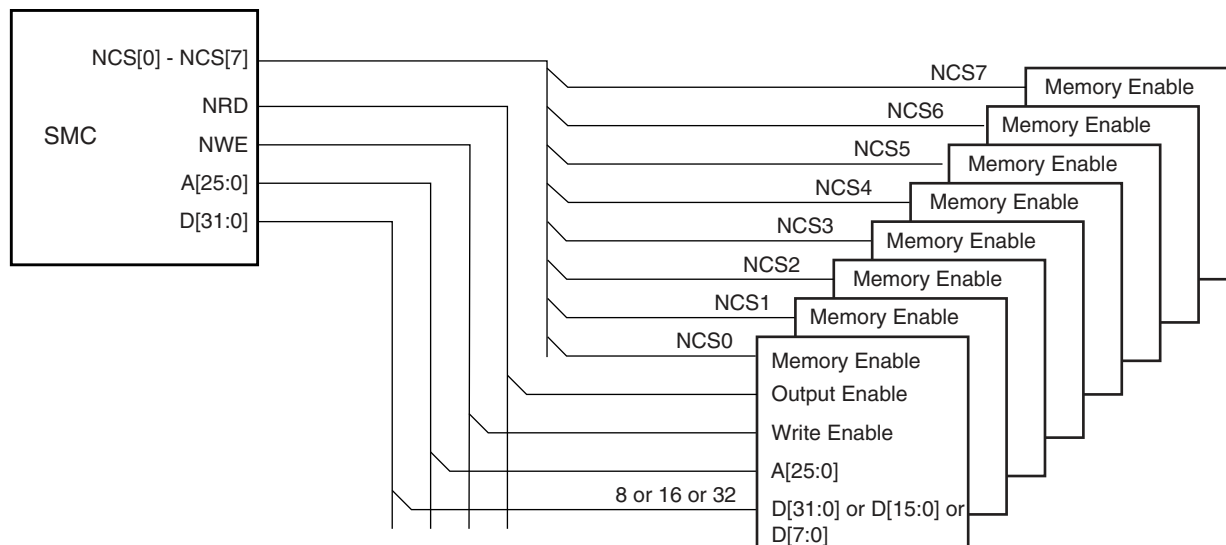 NCS[0] - NCS[7]
NRD
SMC
NWE
A[25:0]
D[31:0]
NCS7
Memory Enable
NCS6
Memory Enable
NCS5
Memory Enable
NCS4
Memory Enable
NCS3
Memory Enable
NCS2
Memory Enable
NCS1
Memory Enable
NCS0
Memory Enable
Output Enable
Write Enable
A[25:0]
8 or 16 or 32
D[31:0] or D[15:0] or
D[7:0]